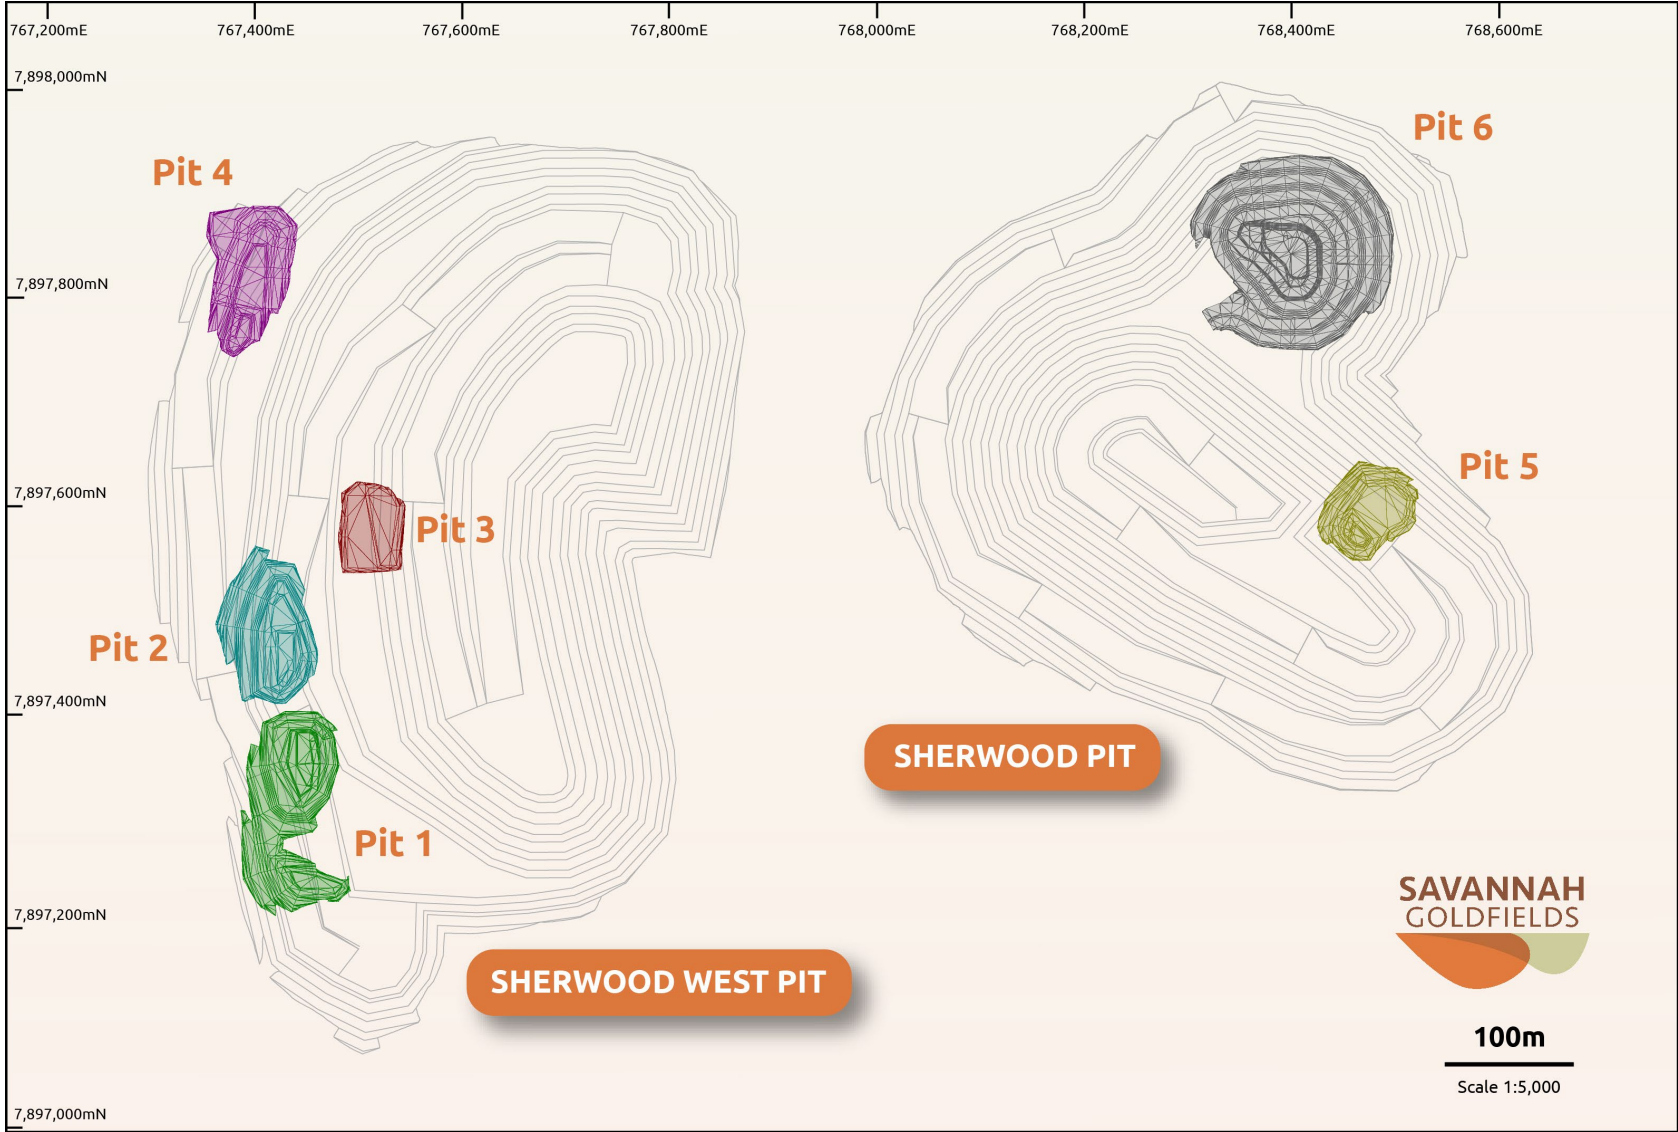 767,200mE
767,400mE
767,600mE
767,800mE
768,000mE
768,200mE
768,400mE
768,600mE
7,898,000mN
Pit 6
Pit 4
7,897,800mN
Pit 5
7,897,600mN
Pit 3
Pit 2
7,897,400mN
SHERWOOD PIT
Pit 1
SAVANNAH
GOLDFIELDS
7,897,200mN
SHERWOOD WEST PIT
100m
Scale 1:5,000
7,897,000mN